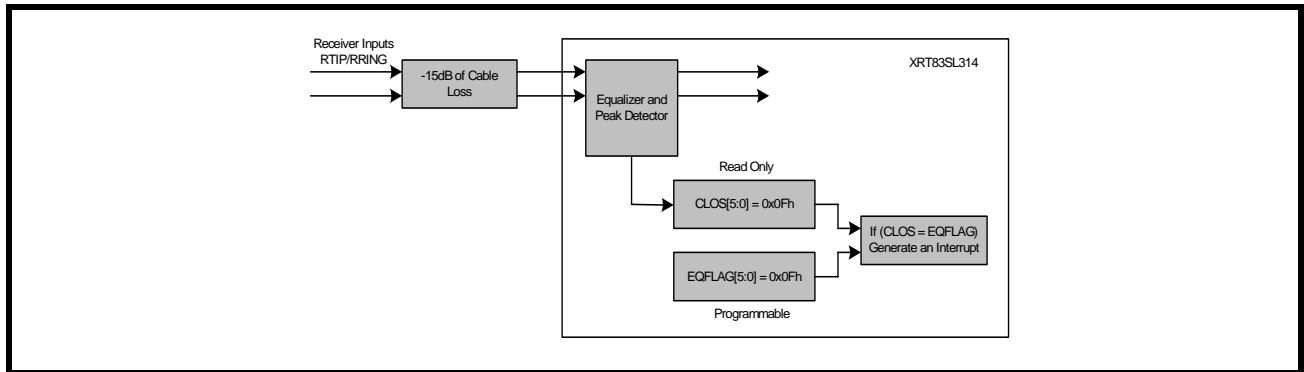 Receiver Inputs
RTIP/RRING
-15dB of Cable
Loss
XRT83SL314
Equalizer and
Peak Detector
Read Only
CLOS[5:0] = 0x0Fh
If (CLOS = EQFLAG)
Generate an Interrupt
EQFLAG[5:0] = 0x0Fh
Programmable